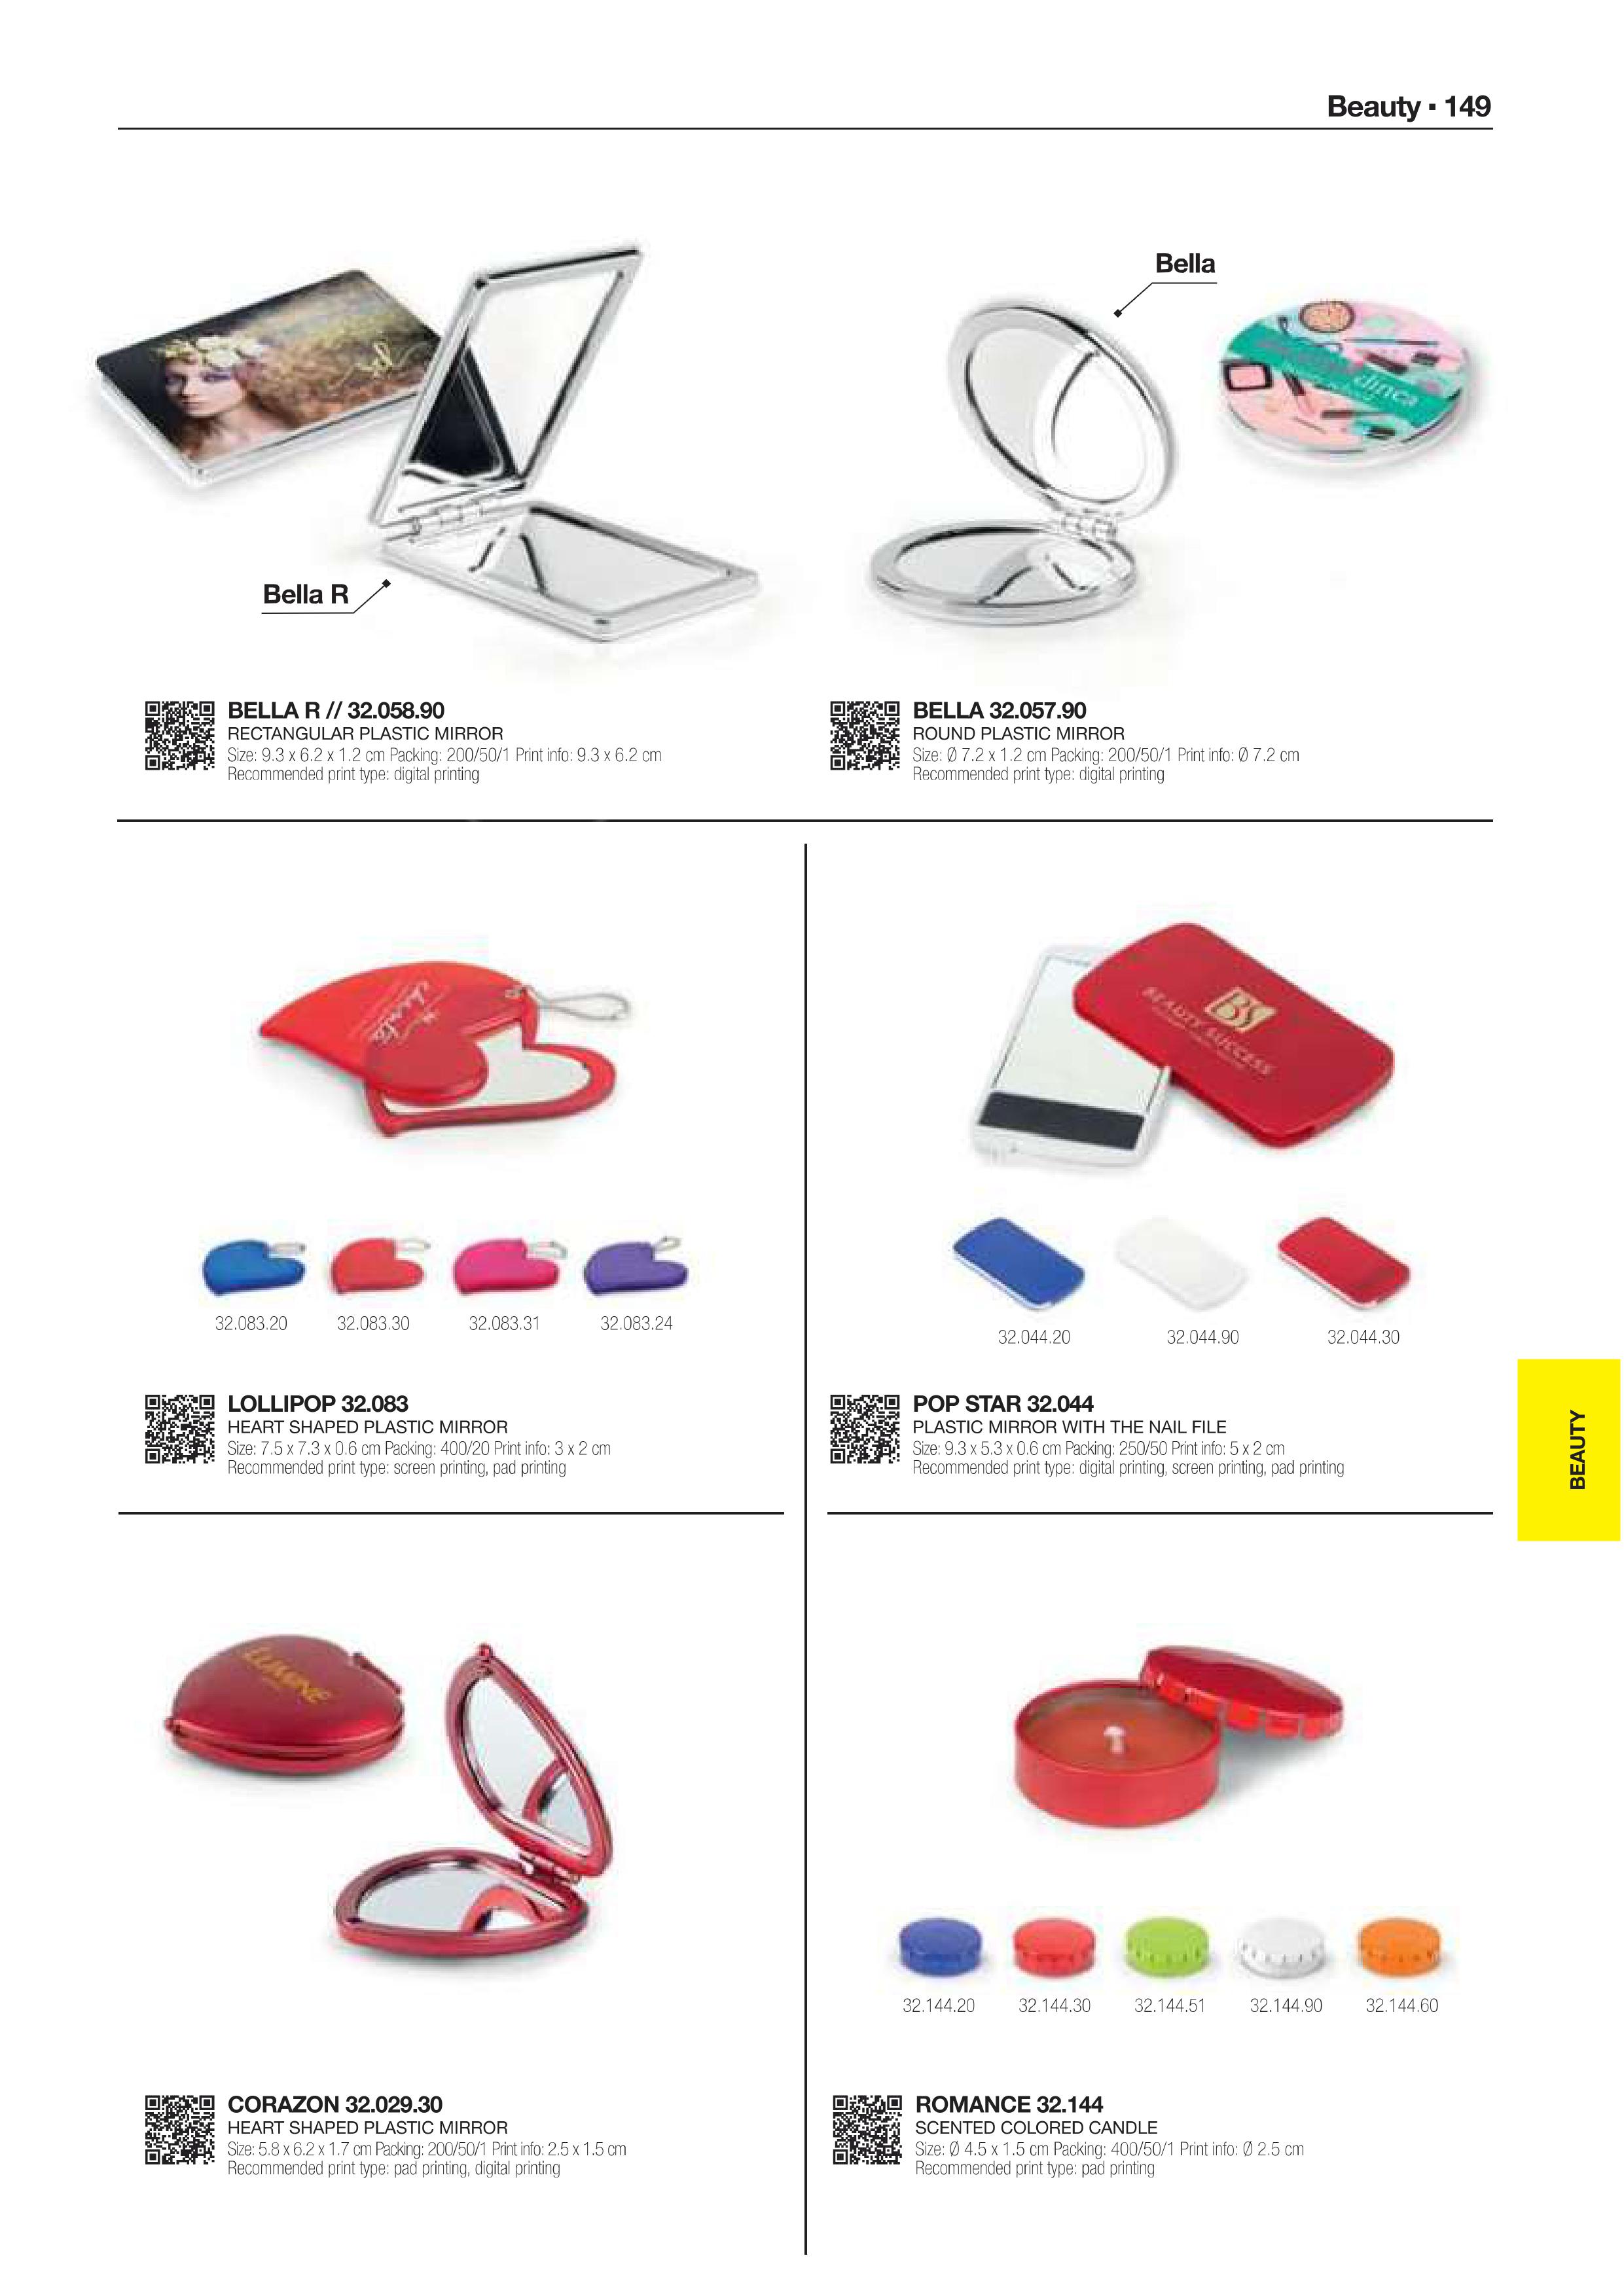 Beauty ▪ 149
Bella
Bella R
BELLA R // 32.058.90
RECTANGULAR PLASTIC MIRROR
Size: 9.3 x 6.2 x 1.2 cm Packing: 200/50/1 Print info: 9.3 x 6.2 cm
Recommended print type: digital printing
BELLA 32.057.90
ROUND PLASTIC MIRROR
Size: Ø 7.2 x 1.2 cm Packing: 200/50/1 Print info: Ø 7.2 cm
Recommended print type: digital printing
BS
BEAUTY SUCCESS
32.083.20 32.083.30 32.083.31 32.083.24
32.044.20 32.044.90 32.044.30
LOLLIPOP 32.083
HEART SHAPED PLASTIC MIRROR
Size: 7.5 x 7.3 x 0.6 cm Packing: 400/20 Print info: 3 x 2 cm
Recommended print type: screen printing, pad printing
POP STAR 32.044
PLASTIC MIRROR WITH THE NAIL FILE
Size: 9.3 x 5.3 x 0.6 cm Packing: 250/50 Print info: 5 x 2 cm
Recommended print type: digital printing, screen printing, pad printing
BEAUTY
LUMINE
32.144.20 32.144.30 32.144.51 32.144.90 32.144.60
CORAZON 32.029.30
HEART SHAPED PLASTIC MIRROR
Size: 5.8 x 6.2 x 1.7 cm Packing: 200/50/1 Print info: 2.5 x 1.5 cm
Recommended print type: pad printing, digital printing
ROMANCE 32.144
SCENTED COLORED CANDLE
Size: Ø 4.5 x 1.5 cm Packing: 400/50/1 Print info: Ø 2.5 cm
Recommended print type: pad printing